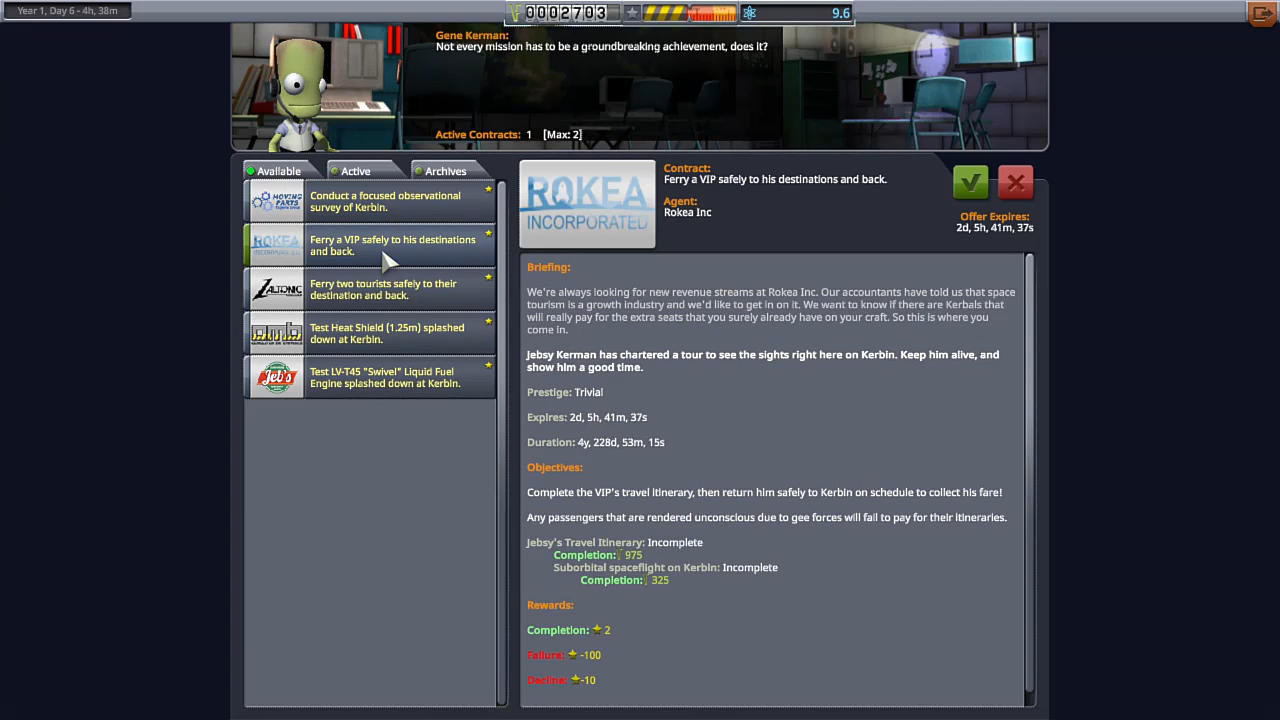 Year 1, Day 6 - 4h, 38m
0002703
9.6
Gene Kerman:
Not every mission has to be a groundbreaking achievement, does it?
Active Contracts: 1 [Max: 2]
Available
Active
Archives
MOVING PARTS
Conduct a focused observational
survey of Kerbin.
ROKEA
INCORPORATED
Ferry a VIP safely to his destinations
and back.
ZALTONIC
Ferry two tourists safely to their
destination and back.
Test Heat Shield (1.25m) splashed
down at Kerbin.
Jeb's
Test LV-T45 "Swivel" Liquid Fuel
Engine splashed down at Kerbin.
ROKEA
INCORPORATED
Contract:
Ferry a VIP safely to his destinations and back.
Agent:
Rokea Inc
Offer Expires:
2d, 5h, 41m, 37s
Briefing:
We're always looking for new revenue streams at Rokea Inc. Our accountants have told us that space
tourism is a growth industry and we'd like to get in on it. We want to know if there are Kerbals that
will really pay for the extra seats that you surely already have on your craft. So this is where you
come in.
Jebsy Kerman has chartered a tour to see the sights right here on Kerbin. Keep him alive, and
show him a good time.
Prestige: Trivial
Expires: 2d, 5h, 41m, 37s
Duration: 4y, 228d, 53m, 15s
Objectives:
Complete the VIP's travel itinerary, then return him safely to Kerbin on schedule to collect his fare!
Any passengers that are rendered unconscious due to gee forces will fail to pay for their itineraries.
Jebsy's Travel Itinerary: Incomplete
Completion: 975
Suborbital spaceflight on Kerbin: Incomplete
Completion: 325
Rewards:
Completion: 2
Failure: -100
Decline: -10